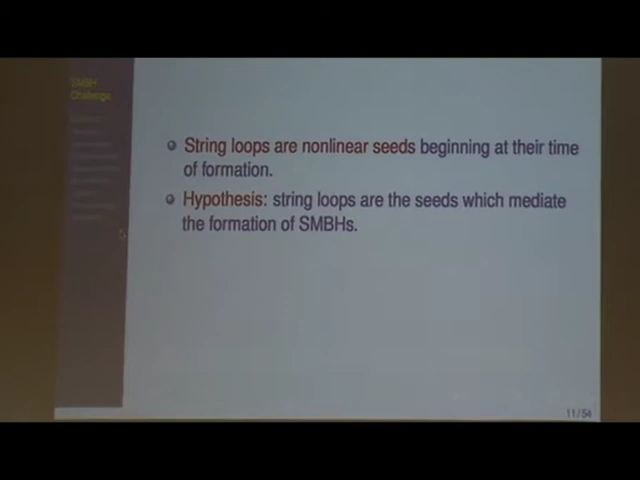 SMBH
Challenge
String loops are nonlinear seeds beginning at their time
of formation.
Hypothesis: string loops are the seeds which mediate
the formation of SMBHs.
11/54